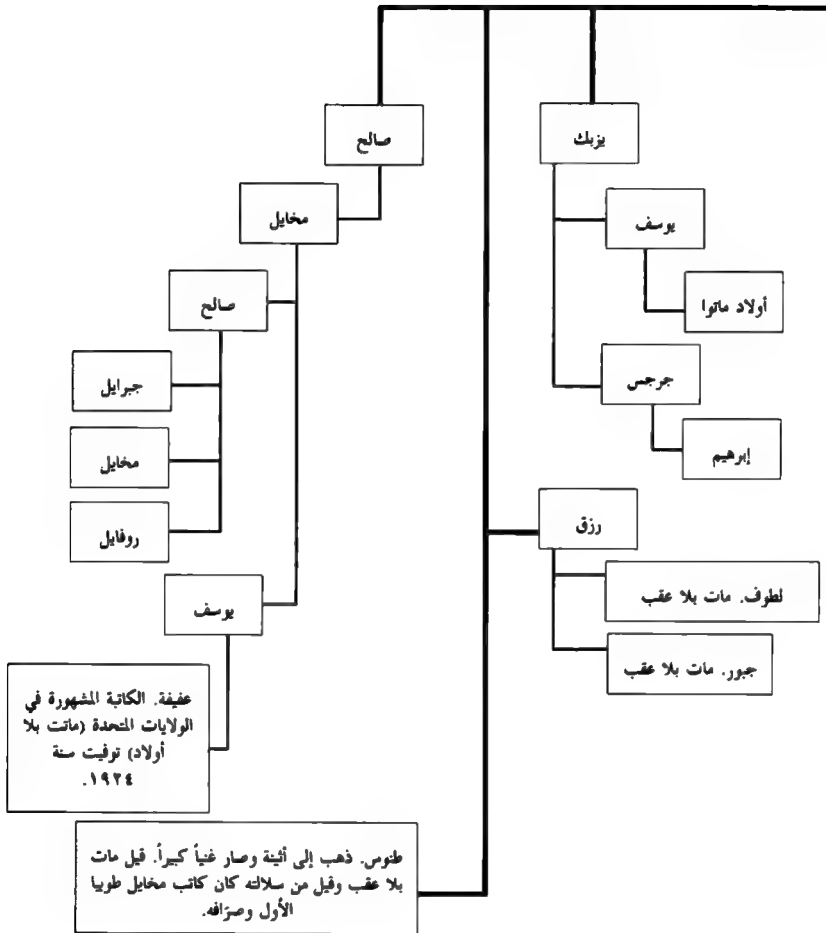 صالح
يزبك
مخايل
يوسف
صالح
أولاد ماتوا
جبرايل
جرجس
مخايل
إبرهيم
روفايل
رزق
يوسف
لطوف. مات بلا عقب
جبور. مات بلا عقب
عفيفة. الكاتبة المشهورة في
الولايات المتحدة (ماتت بلا
أولاد) توفيت سنة
١٩٢٤.
طنوس. ذهب إلى أثينة وصار غنياً كبيراً. قيل مات
بلا عقب وقيل من سلالته كان كاتب مخايل طوبيا
الأول وصرّافه.